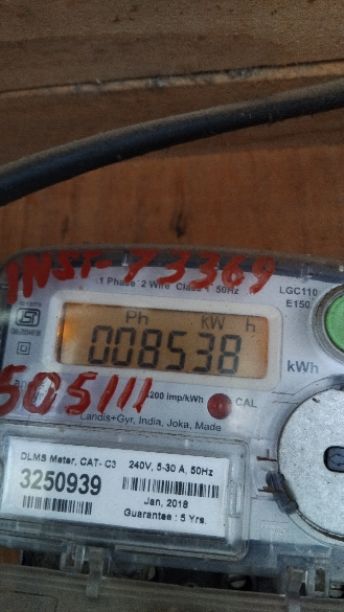 INST-73369
1 Phase 2 Wire Class 1 50Hz
LGC110
E150
Ph kW h
008538
kWh
505111
3200 imp/kWh
CAL
Landis+Gyr, India, Joka, Made
DLMS Meter, CAT- C3
240V, 5-30 A, 50Hz
3250939
Jan, 2018
Guarantee : 5 Yrs.